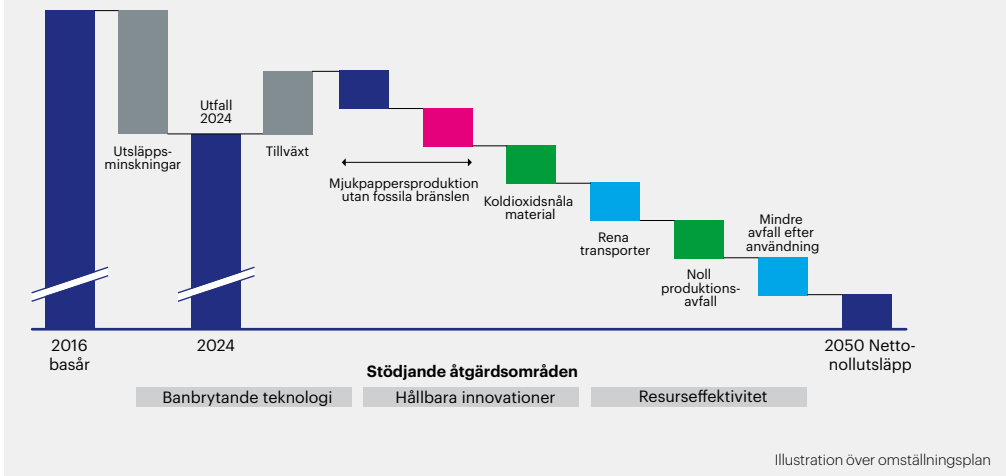 Utfall
2024
Utsläpps-
minskningar
Tillväxt
Mjukpappersproduktion
utan fossila bränslen
Koldioxidsnåla
material
Rena
transporter
Mindre
avfall efter
användning
Noll
produktions-
avfall
2016
basår
2024
2050 Netto-
nollutsläpp
Stödjande åtgärdsområden
Banbrytande teknologi
Hållbara innovationer
Resurseffektivitet
Illustration över omställningsplan